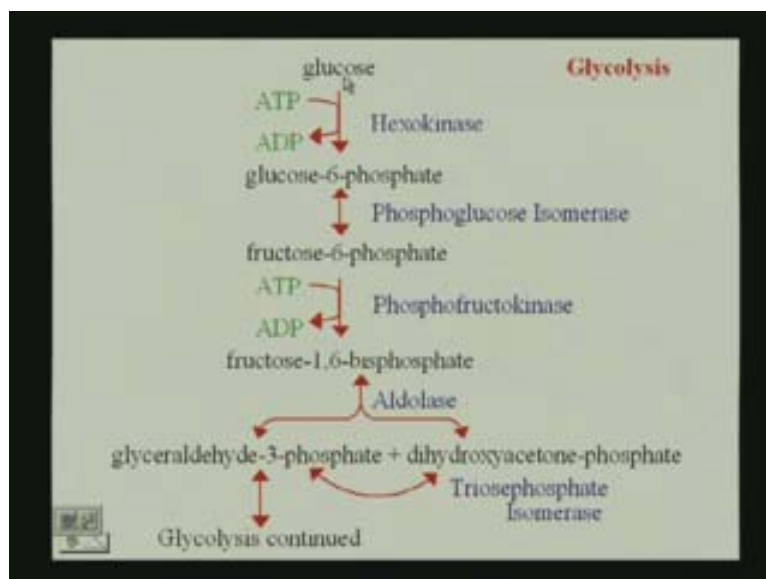 glucose
Glycolysis
ATP
Hexokinase
ADP
glucose-6-phosphate
Phosphoglucose Isomerase
fructose-6-phosphate
ATP
Phosphofructokinase
ADP
fructose-1,6-bisphosphate
Aldolase
glyceraldehyde-3-phosphate + dihydroxyacetone-phosphate
Triosephosphate
Isomerase
Glycolysis continued